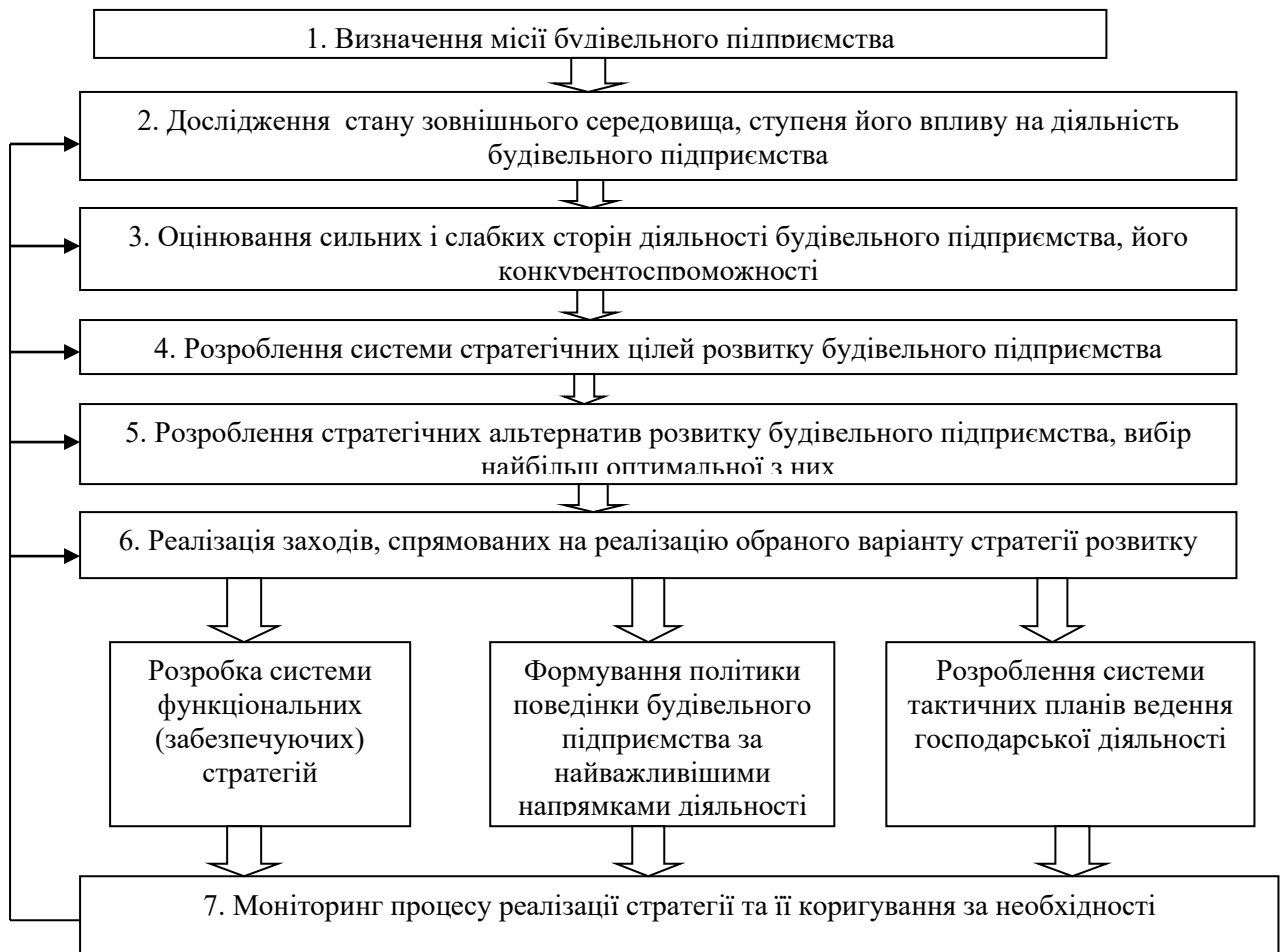 1. Визначення місії будівельного підприємства
2. Дослідження стану зовнішнього середовища, ступеня його впливу на діяльність
будівельного підприємства
3. Оцінювання сильних і слабких сторін діяльності будівельного підприємства, його
конкурентоспроможності
4. Розроблення системи стратегічних цілей розвитку будівельного підприємства
5. Розроблення стратегічних альтернатив розвитку будівельного підприємства, вибір
найбільш оптимальної з них
6. Реалізація заходів, спрямованих на реалізацію обраного варіанту стратегії розвитку
Розробка системи
функціональних
(забезпечуючих)
стратегій
Формування політики
поведінки будівельного
підприємства за
найважливішими
напрямками діяльності
Розроблення системи
тактичних планів ведення
господарської діяльності
7. Моніторинг процесу реалізації стратегії та її коригування за необхідності